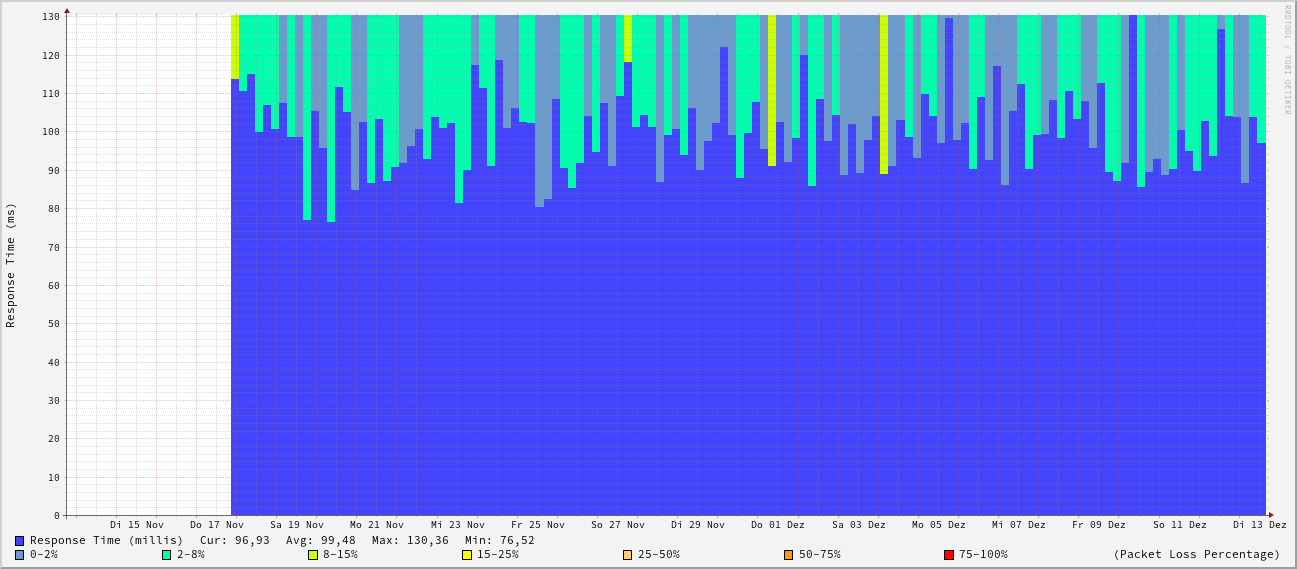 RRDTOOL / TOBI OETIKER
Response Time (ms)
130
120
110
100
90
80
70
60
50
40
30
20
10
0
Di 15 Nov Do 17 Nov Sa 19 Nov Mo 21 Nov Mi 23 Nov Fr 25 Nov So 27 Nov Di 29 Nov Do 01 Dez Sa 03 Dez Mo 05 Dez Mi 07 Dez Fr 09 Dez So 11 Dez Di 13 Dez
Response Time (millis) Cur: 96,93 Avg: 99,48 Max: 130,36 Min: 76,52
0-2% 2-8% 8-15% 15-25% 25-50% 50-75% 75-100% (Packet Loss Percentage)